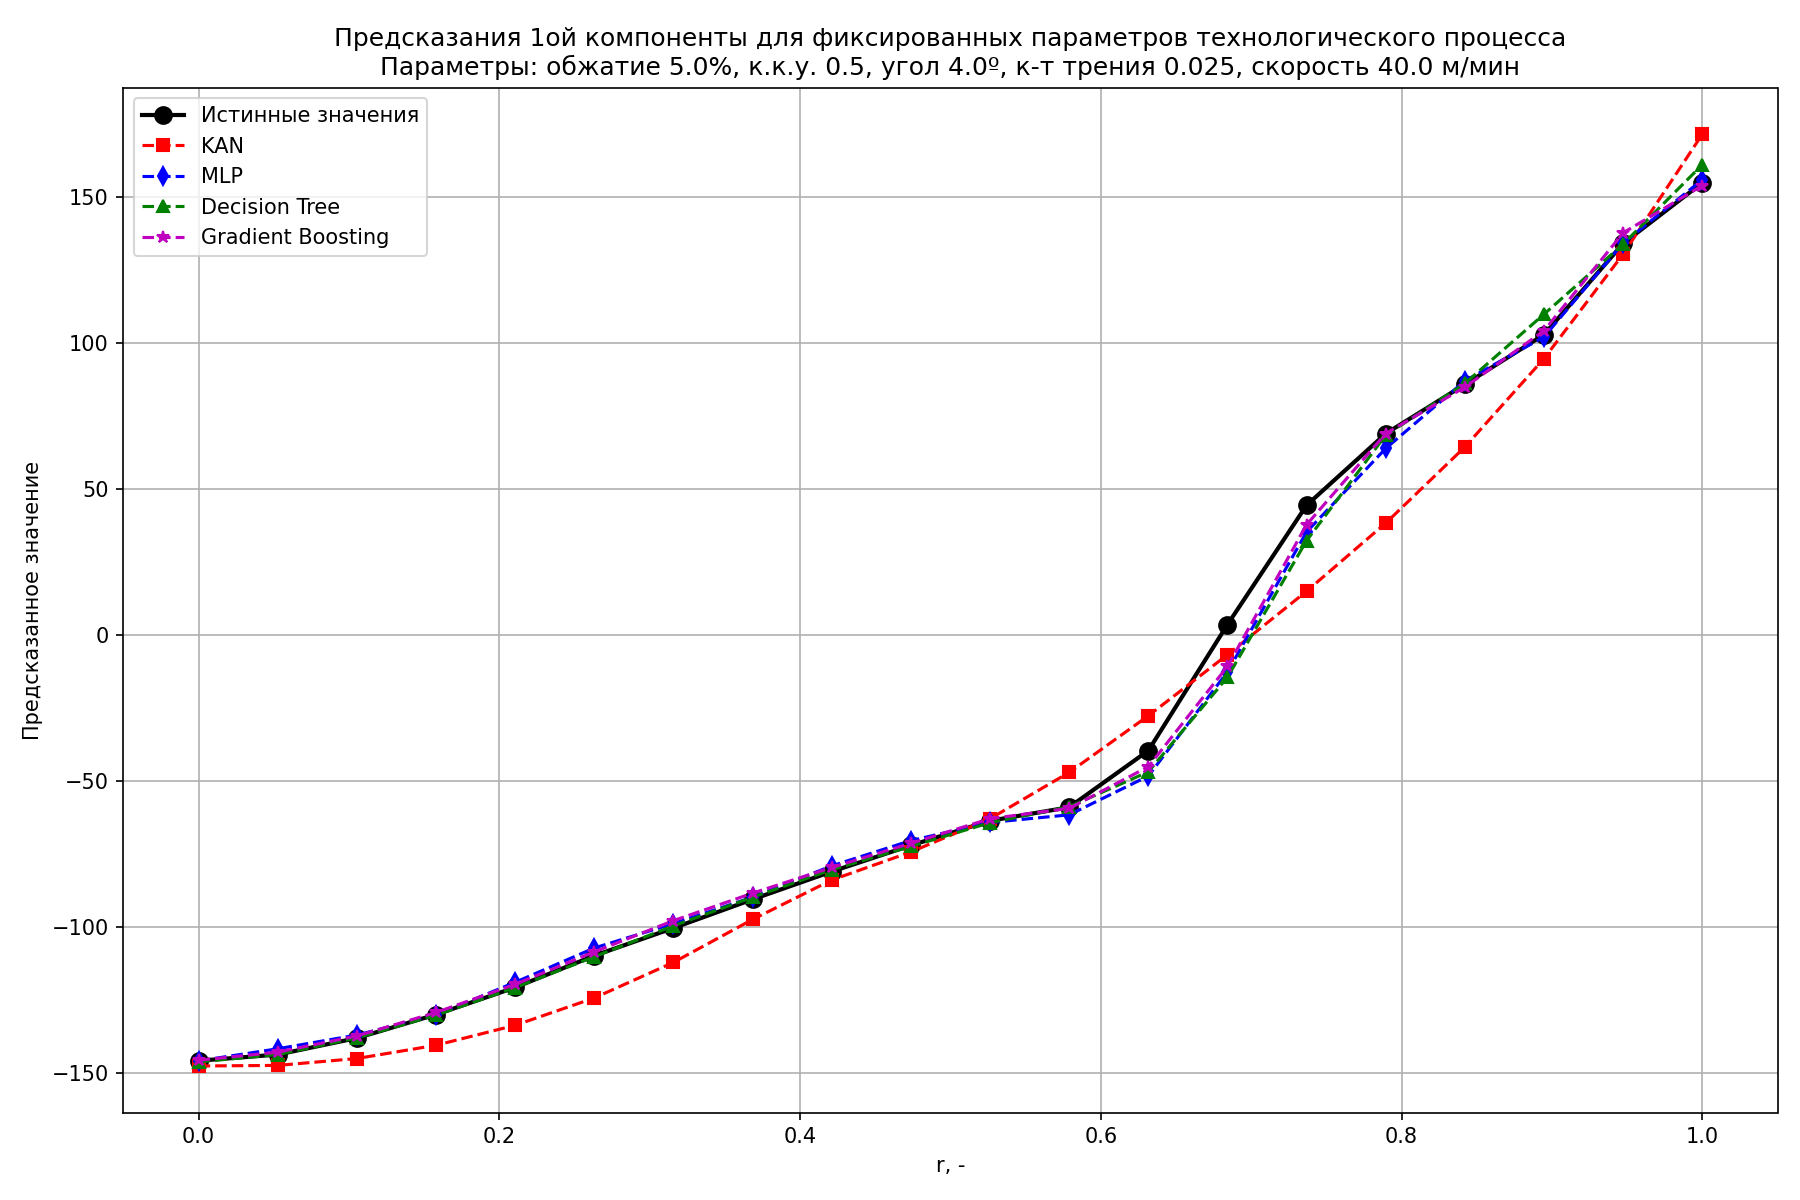 Предсказания 1ой компоненты для фиксированных параметров технологического процесса
Параметры: обжатие 5.0%, к.к.у. 0.5, угол 4.0º, к-т трения 0.025, скорость 40.0 м/мин
Истинные значения
KAN
MLP
Decision Tree
Gradient Boosting
Предсказанное значение
150
100
50
0
−50
−100
−150
0.0
0.2
0.4
0.6
0.8
1.0
r, -